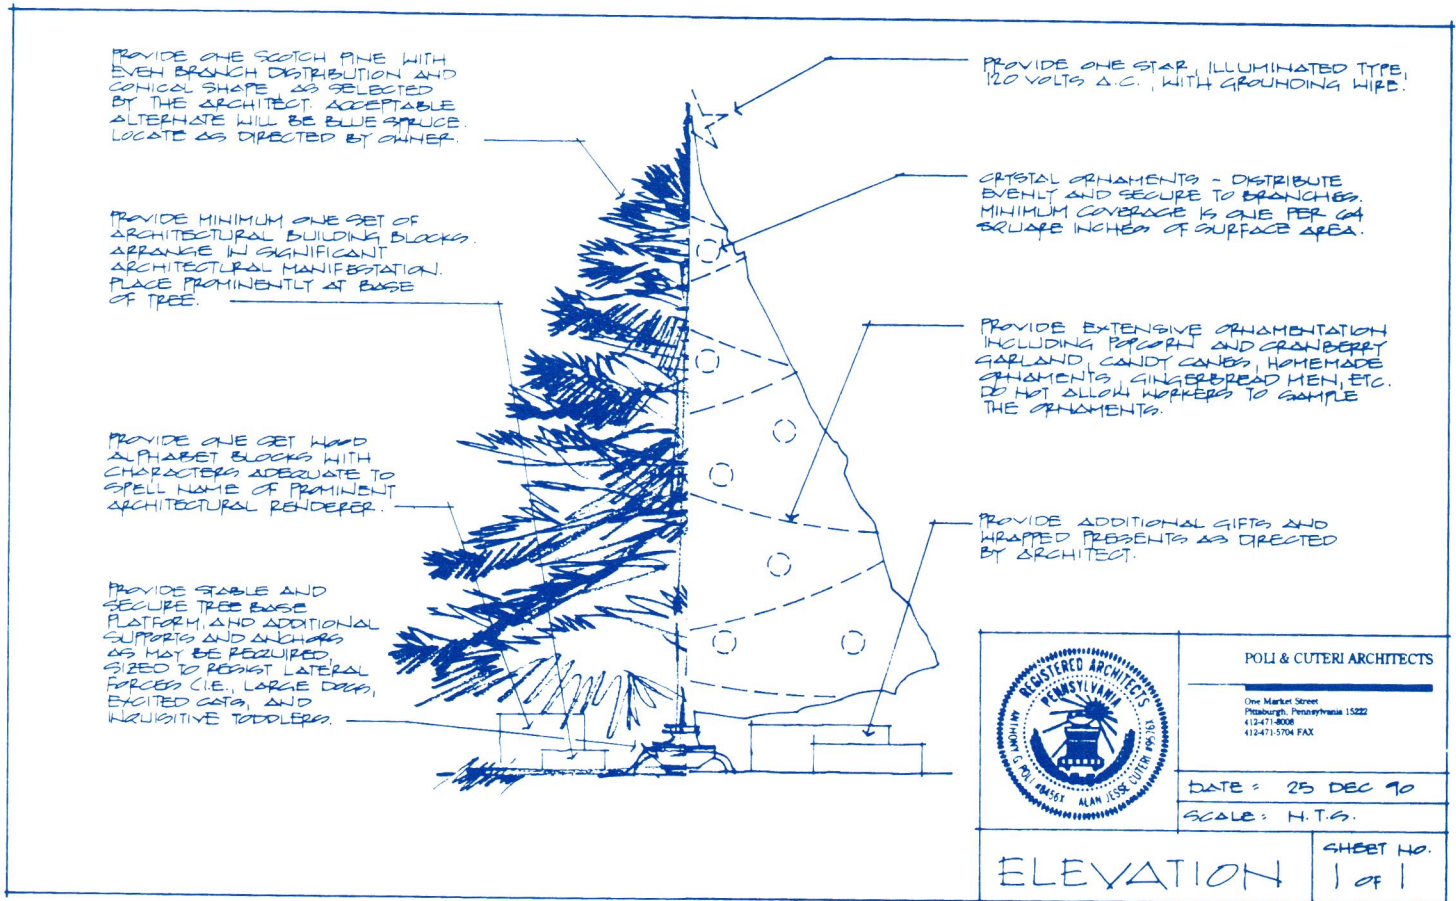 PROVIDE ONE SCOTCH PINE WITH
EVEN BRANCH DISTRIBUTION AND
CONICAL SHAPE, AS SELECTED
BY THE ARCHITECT. ACCEPTABLE
ALTERNATE WILL BE BLUE SPRUCE.
LOCATE AS DIRECTED BY OWNER.
PROVIDE MINIMUM ONE SET OF
ARCHITECTURAL BUILDING BLOCKS.
ARRANGE IN SIGNIFICANT
ARCHITECTURAL MANIFESTATION.
PLACE PROMINENTLY AT BASE
OF TREE.
PROVIDE ONE SET WOOD
ALPHABET BLOCKS WITH
CHARACTERS ADEQUATE TO
SPELL NAME OF PROMINENT
ARCHITECTURAL RENDERER.
PROVIDE STABLE AND
SECURE TREE BASE
PLATFORM, AND ADDITIONAL
SUPPORTS AND ANCHORS
AS MAY BE REQUIRED,
SIZED TO RESIST LATERAL
FORCES (I.E., LARGE DOGS,
EXCITED CATS, AND
INQUISITIVE TODDLERS.
PROVIDE ONE STAR, ILLUMINATED TYPE,
120 VOLTS A.C., WITH GROUNDING WIRE.
CRYSTAL ORNAMENTS - DISTRIBUTE
EVENLY AND SECURE TO BRANCHES.
MINIMUM COVERAGE IS ONE PER 64
SQUARE INCHES OF SURFACE AREA.
PROVIDE EXTENSIVE ORNAMENTATION
INCLUDING POPCORN AND CRANBERRY
GARLAND, CANDY CANES, HOMEMADE
ORNAMENTS, GINGERBREAD MEN, ETC.
DO NOT ALLOW WORKERS TO SAMPLE
THE ORNAMENTS.
PROVIDE ADDITIONAL GIFTS AND
WRAPPED PRESENTS AS DIRECTED
BY ARCHITECT.
REGISTERED ARCHITECTS
PENNSYLVANIA
ANTHONY G POLI #8456X
ALAN JESSE CUTERI #9576X
POLI & CUTERI ARCHITECTS
One Market Street
Pittsburgh, Pennsylvania 15222
412-471-8008
412-471-5704 FAX
DATE: 25 DEC 90
SCALE: N.T.S.
ELEVATION
SHEET NO.
1 OF 1